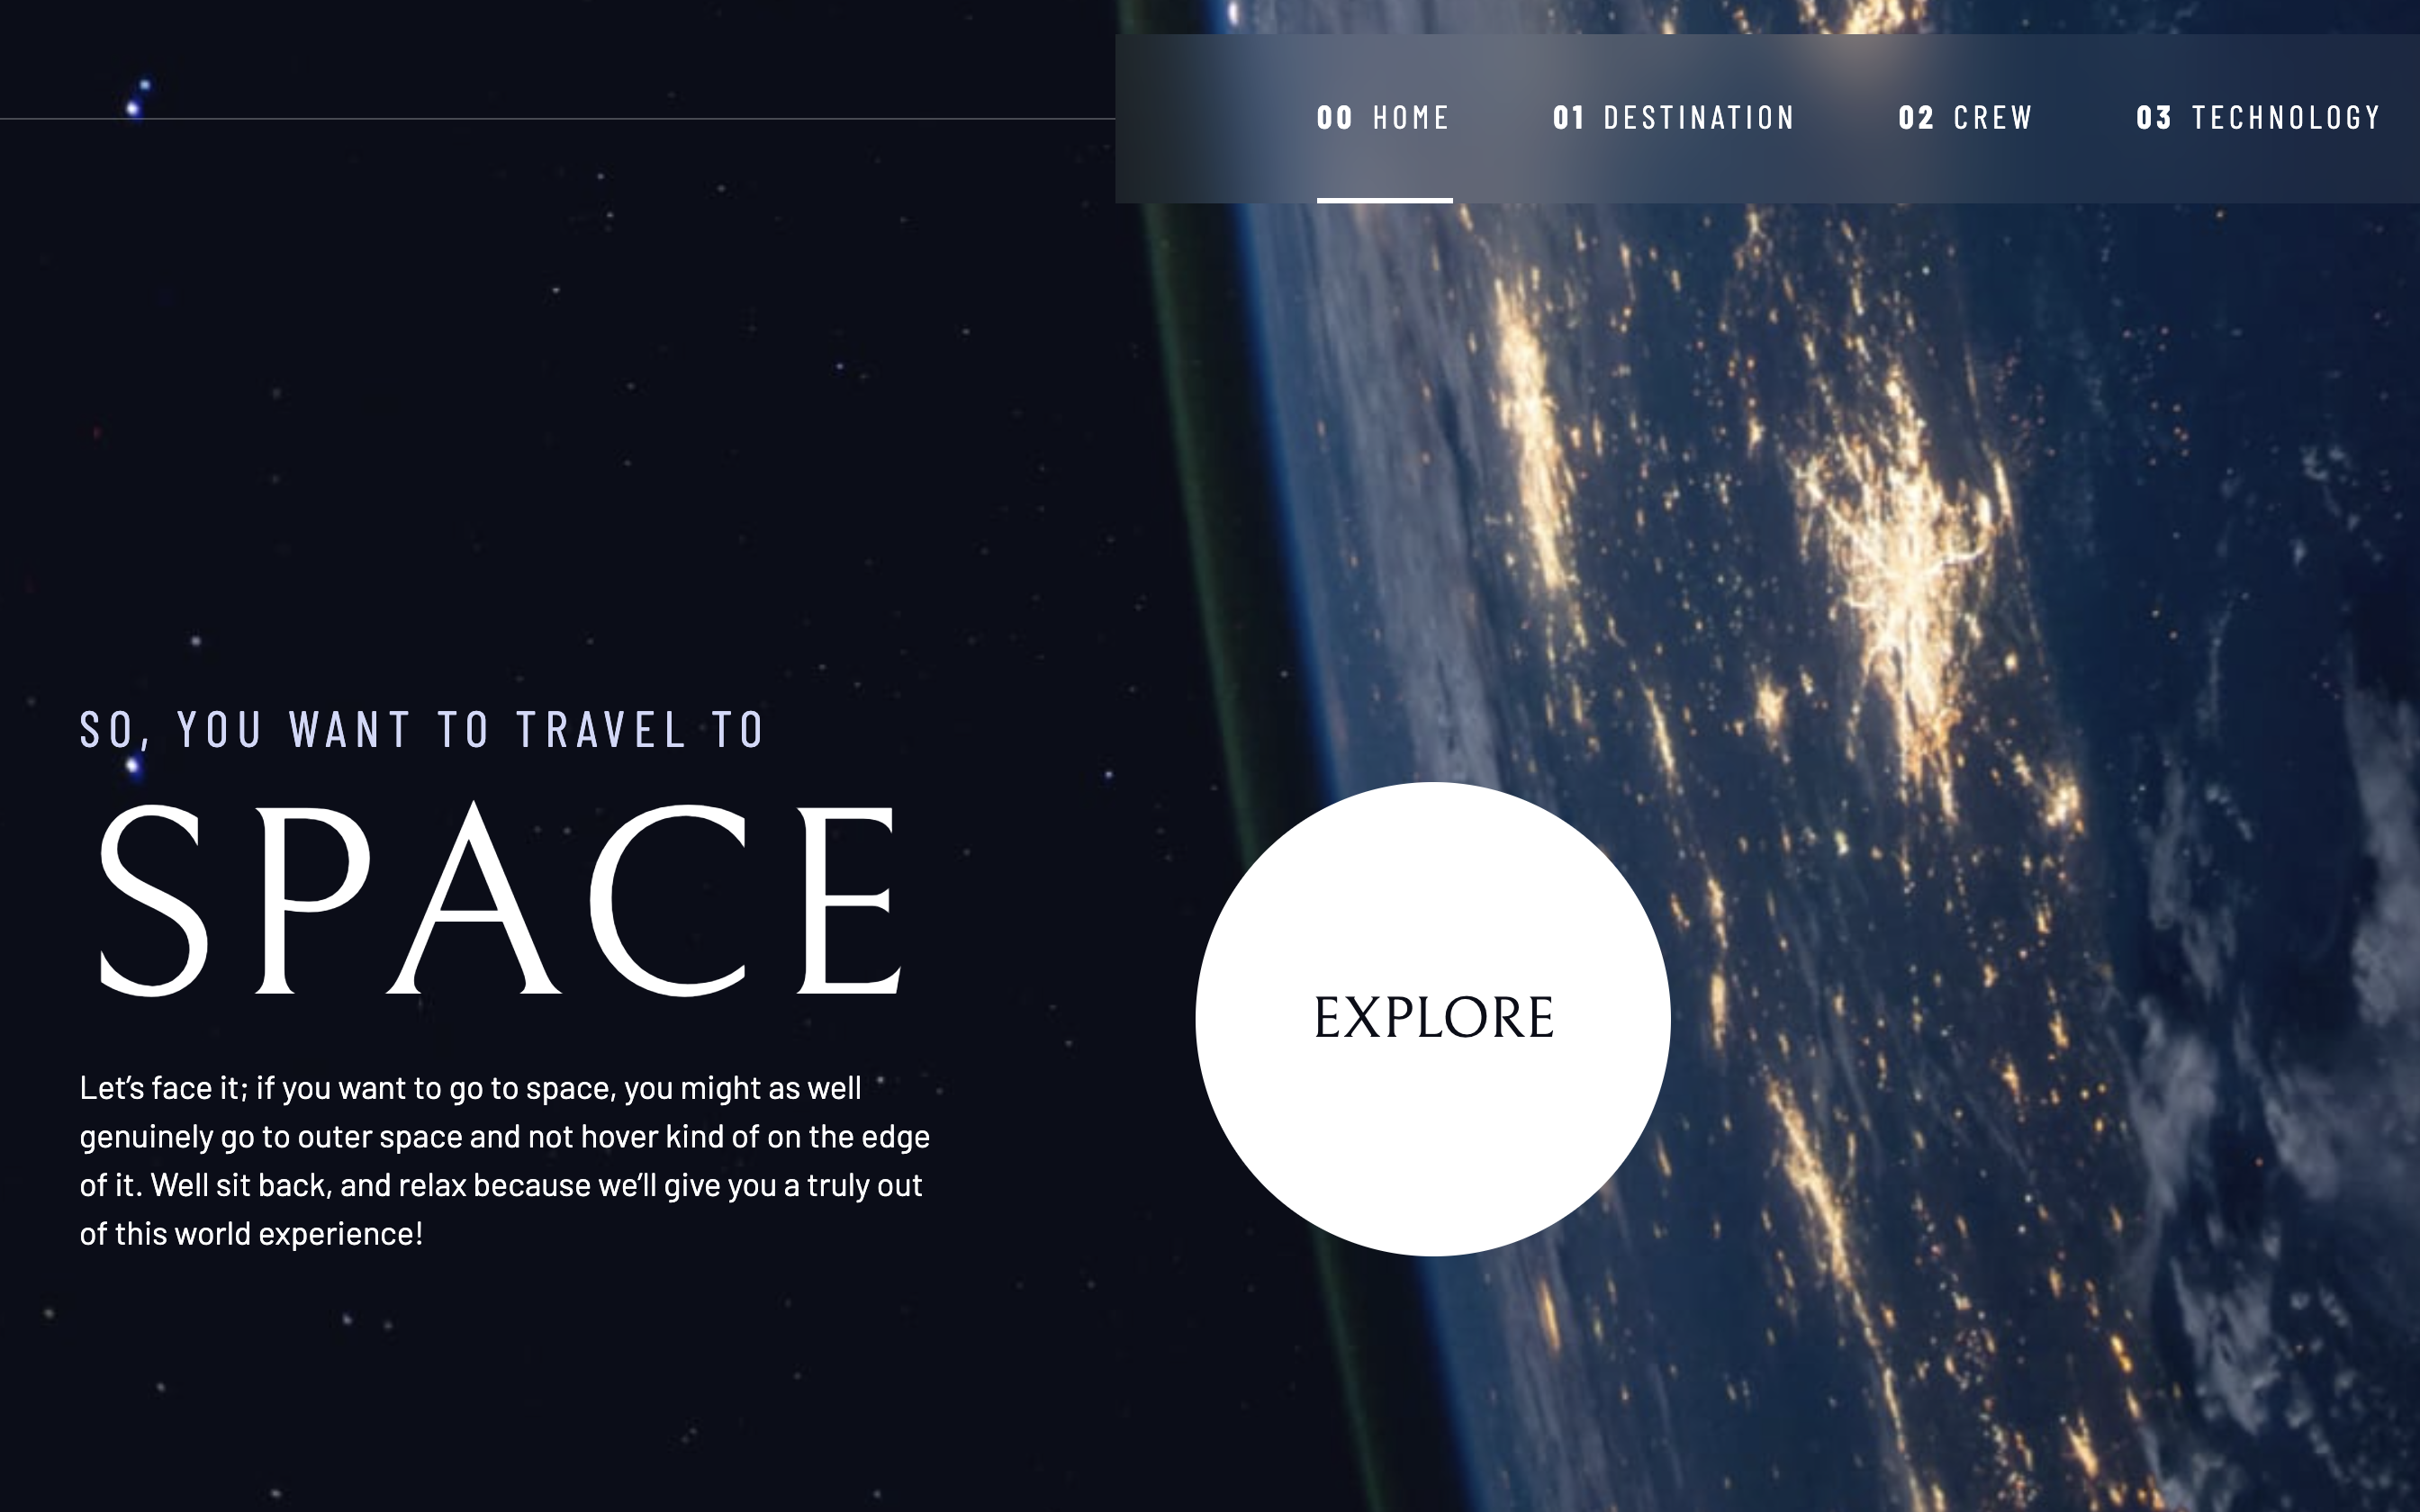 00 HOME 01 DESTINATION 02 CREW 03 TECHNOLOGY
SO, YOU WANT TO TRAVEL TO
SPACE
Let’s face it; if you want to go to space, you might as well
genuinely go to outer space and not hover kind of on the edge
of it. Well sit back, and relax because we’ll give you a truly out
of this world experience!
EXPLORE